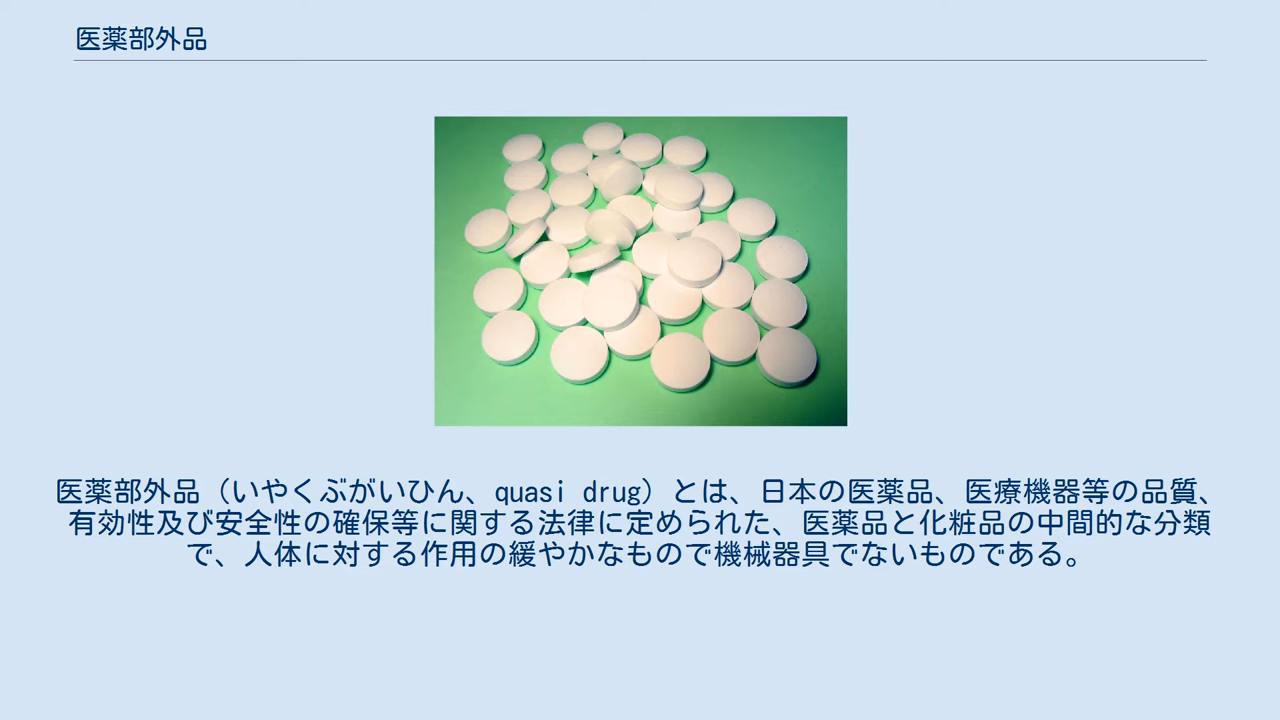 医薬部外品
医薬部外品（いやくぶがいひん、quasi drug）とは、日本の医薬品、医療機器等の品質、
有効性及び安全性の確保等に関する法律に定められた、医薬品と化粧品の中間的な分類
で、人体に対する作用の緩やかなもので機械器具でないものである。